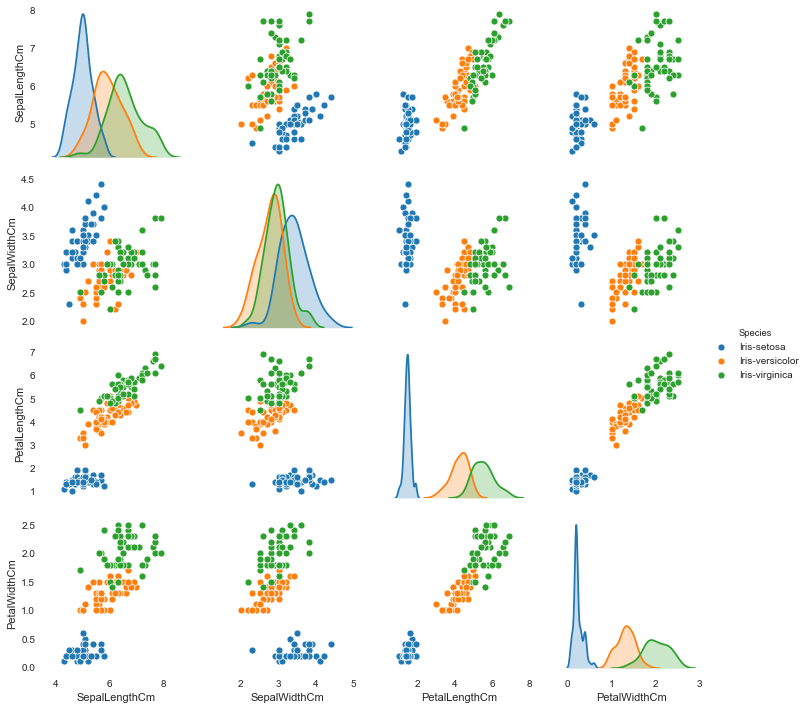 SepalLengthCm
8
7
6
5
SepalWidthCm
4.5
4.0
3.5
3.0
2.5
2.0
Species
Iris-setosa
Iris-versicolor
Iris-virginica
PetalLengthCm
7
6
5
4
3
2
1
PetalWidthCm
2.5
2.0
1.5
1.0
0.5
0.0
4 6 8
2 3 4 5
2 4 6 8
0 1 2 3
SepalLengthCm
SepalWidthCm
PetalLengthCm
PetalWidthCm